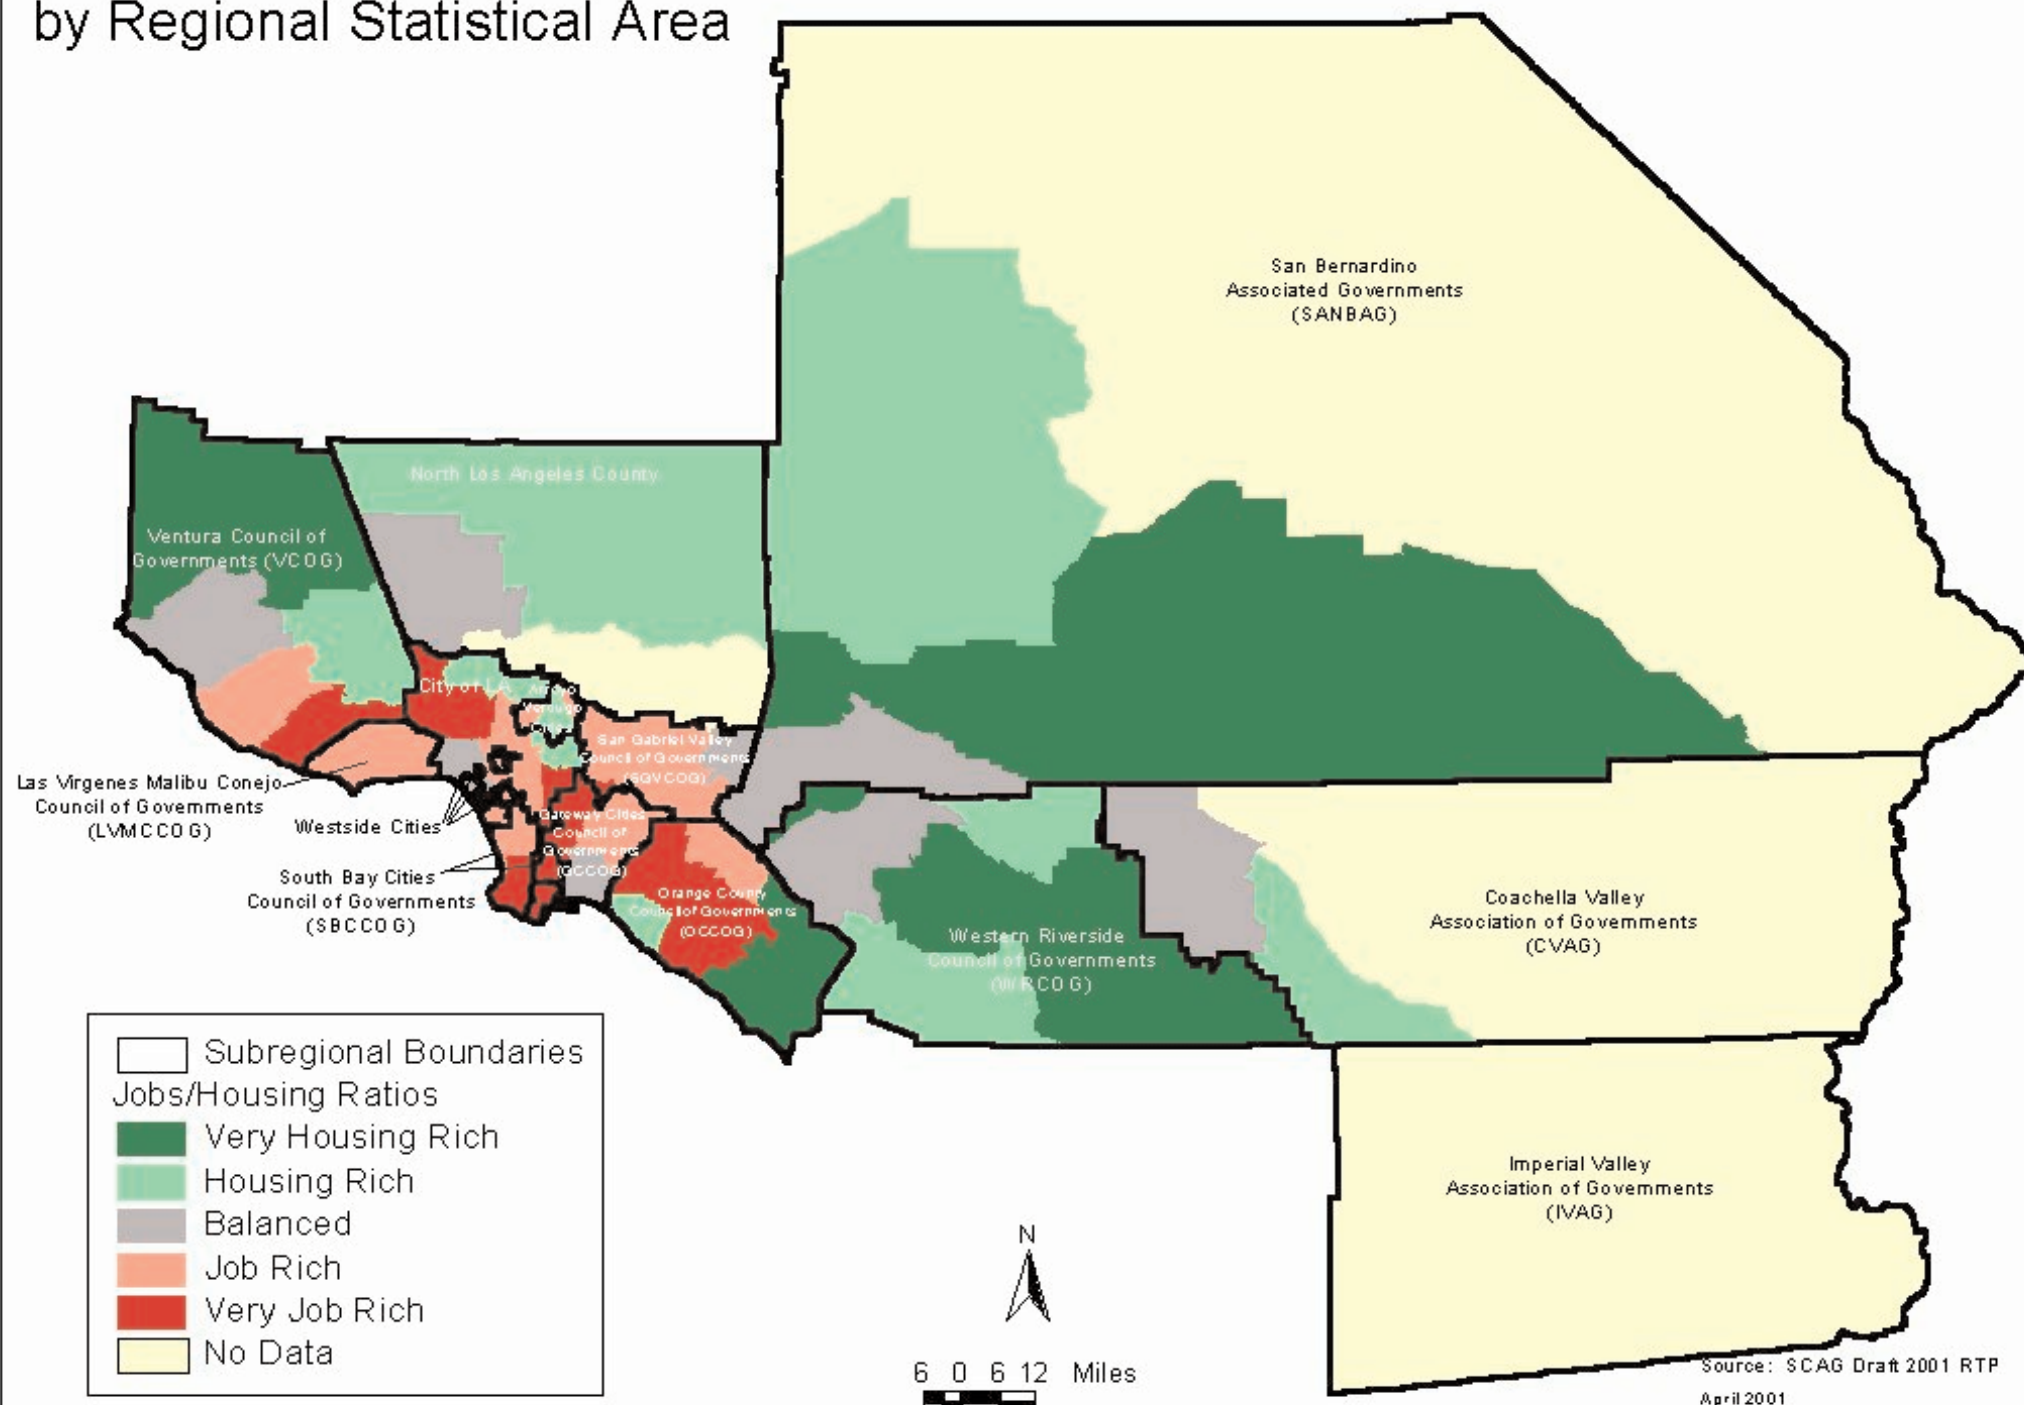 by Regional Statistical Area
San Bernardino
Associated Governments
(SANBAG)
North Los Angeles County
Ventura Council of
Governments (VCOG)
City of LA
Arroyo
Verdugo
Cities
San Gabriel Valley
Council of Governments
(SGVCOG)
Las Virgenes Malibu Conejo
Council of Governments
(LVMCCOG)
Westside Cities
Gateway Cities
Council of
Governments
(GCCOG)
South Bay Cities
Council of Governments
(SBCCOG)
Orange County
Council of Governments
(OCCOG)
Western Riverside
Council of Governments
(WRCOG)
Coachella Valley
Association of Governments
(CVAG)
Imperial Valley
Association of Governments
(IVAG)
Subregional Boundaries
Jobs/Housing Ratios
Very Housing Rich
Housing Rich
Balanced
Job Rich
Very Job Rich
No Data
N
6 0 6 12 Miles
Source: SCAG Draft 2001 RTP
April 2001